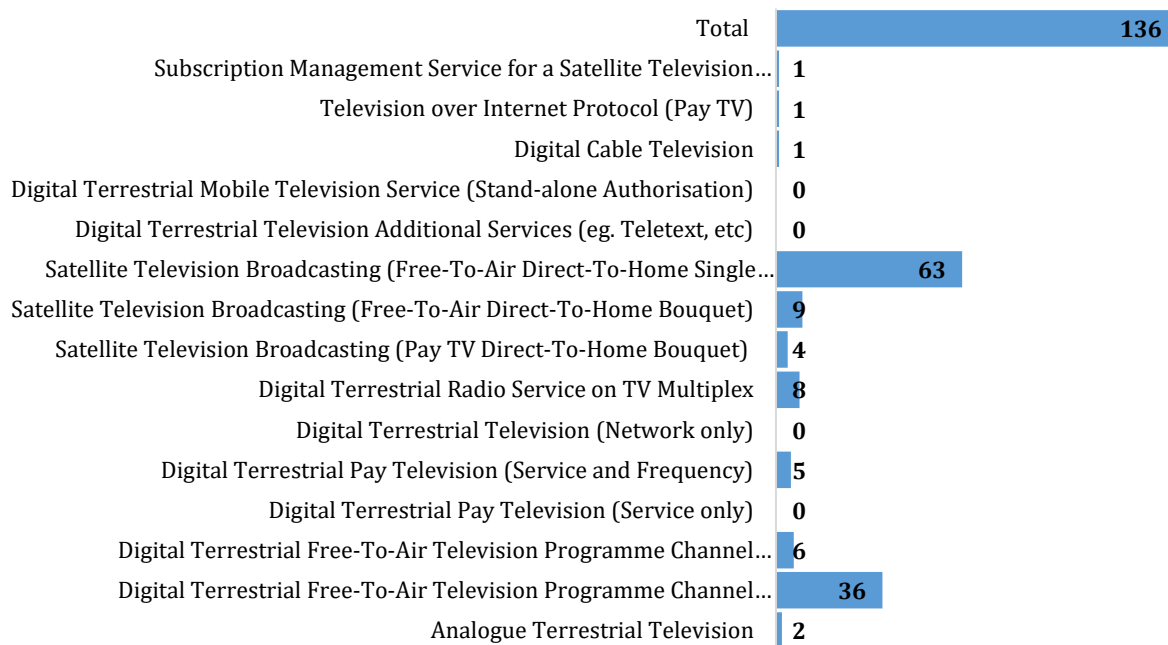 Total 136
Subscription Management Service for a Satellite Television… 1
Television over Internet Protocol (Pay TV) 1
Digital Cable Television 1
Digital Terrestrial Mobile Television Service (Stand-alone Authorisation) 0
Digital Terrestrial Television Additional Services (eg. Teletext, etc) 0
Satellite Television Broadcasting (Free-To-Air Direct-To-Home Single… 63
Satellite Television Broadcasting (Free-To-Air Direct-To-Home Bouquet) 9
Satellite Television Broadcasting (Pay TV Direct-To-Home Bouquet) 4
Digital Terrestrial Radio Service on TV Multiplex 8
Digital Terrestrial Television (Network only) 0
Digital Terrestrial Pay Television (Service and Frequency) 5
Digital Terrestrial Pay Television (Service only) 0
Digital Terrestrial Free-To-Air Television Programme Channel… 6
Digital Terrestrial Free-To-Air Television Programme Channel… 36
Analogue Terrestrial Television 2